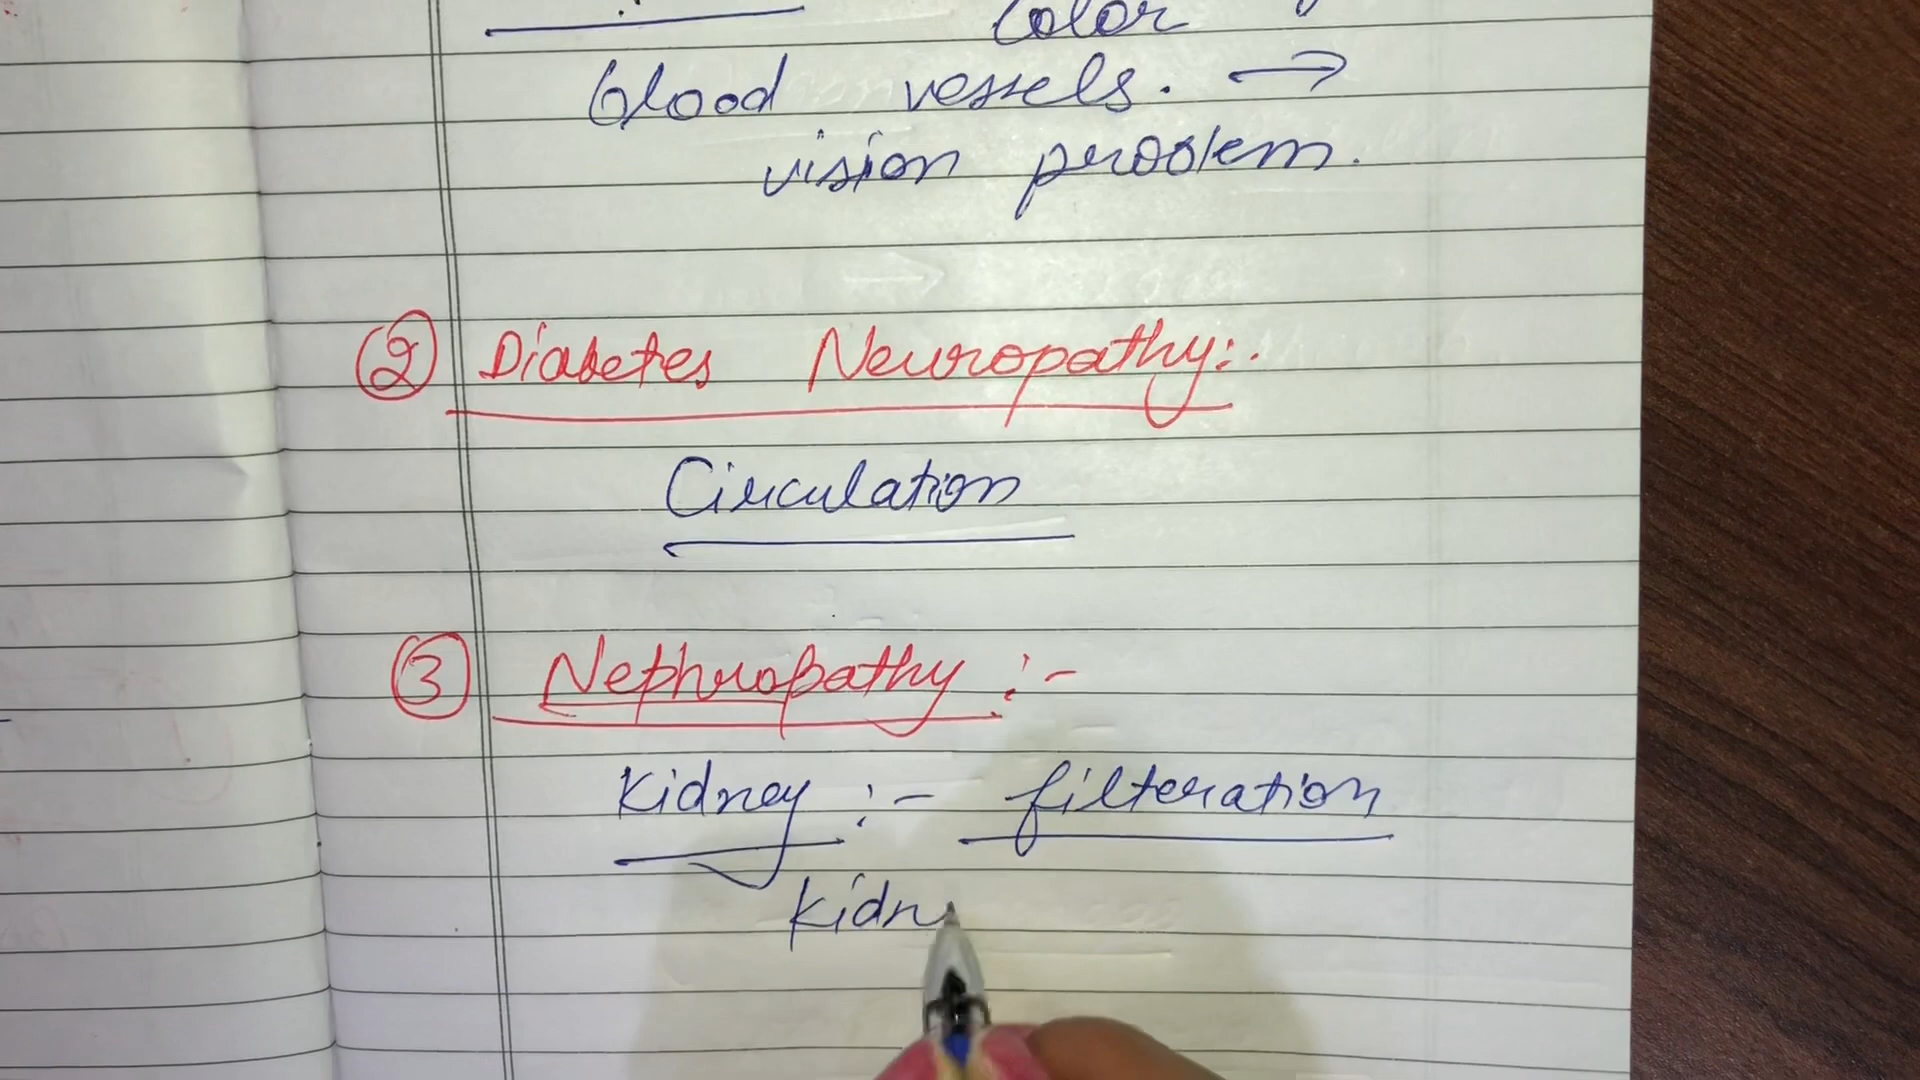 color
blood vessels. →
vision problem.
② Diabetes Neuropathy:.
Circulation
③ Nephropathy :-
Kidney :- filteration
Kidn